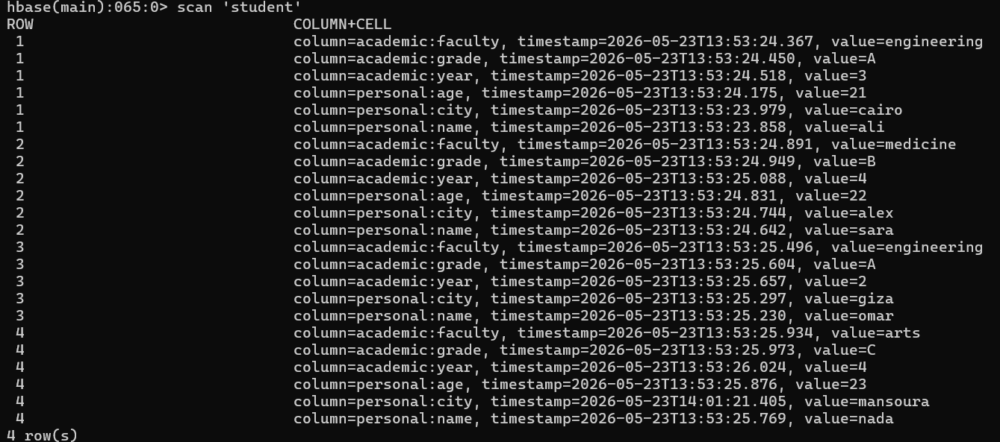 hbase(main):065:0> scan 'student'
ROW COLUMN+CELL
1 column=academic:faculty, timestamp=2026-05-23T13:53:24.367, value=engineering
1 column=academic:grade, timestamp=2026-05-23T13:53:24.450, value=A
1 column=academic:year, timestamp=2026-05-23T13:53:24.518, value=3
1 column=personal:age, timestamp=2026-05-23T13:53:24.175, value=21
1 column=personal:city, timestamp=2026-05-23T13:53:23.979, value=cairo
1 column=personal:name, timestamp=2026-05-23T13:53:23.858, value=ali
2 column=academic:faculty, timestamp=2026-05-23T13:53:24.891, value=medicine
2 column=academic:grade, timestamp=2026-05-23T13:53:24.949, value=B
2 column=academic:year, timestamp=2026-05-23T13:53:25.088, value=4
2 column=personal:age, timestamp=2026-05-23T13:53:24.831, value=22
2 column=personal:city, timestamp=2026-05-23T13:53:24.744, value=alex
2 column=personal:name, timestamp=2026-05-23T13:53:24.642, value=sara
3 column=academic:faculty, timestamp=2026-05-23T13:53:25.496, value=engineering
3 column=academic:grade, timestamp=2026-05-23T13:53:25.604, value=A
3 column=academic:year, timestamp=2026-05-23T13:53:25.657, value=2
3 column=personal:city, timestamp=2026-05-23T13:53:25.297, value=giza
3 column=personal:name, timestamp=2026-05-23T13:53:25.230, value=omar
4 column=academic:faculty, timestamp=2026-05-23T13:53:25.934, value=arts
4 column=academic:grade, timestamp=2026-05-23T13:53:25.973, value=C
4 column=academic:year, timestamp=2026-05-23T13:53:26.024, value=4
4 column=personal:age, timestamp=2026-05-23T13:53:25.876, value=23
4 column=personal:city, timestamp=2026-05-23T14:01:21.405, value=mansoura
4 column=personal:name, timestamp=2026-05-23T13:53:25.769, value=nada
4 row(s)